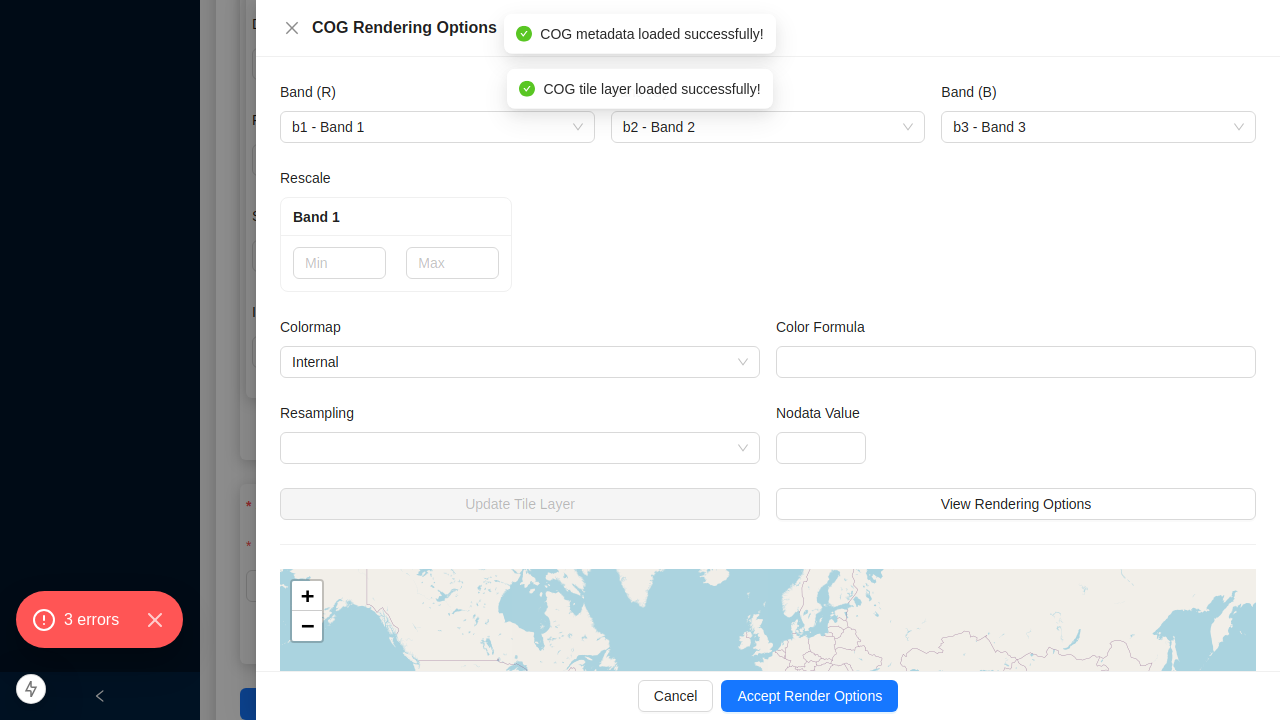 COG Rendering Options
COG metadata loaded successfully!
COG tile layer loaded successfully!
Band (R)
Band (B)
b1 - Band 1
b2 - Band 2
b3 - Band 3
Rescale
Band 1
Min
Max
Colormap
Color Formula
Internal
Resampling
Nodata Value
Update Tile Layer
View Rendering Options
+
−
3 errors
Cancel
Accept Render Options